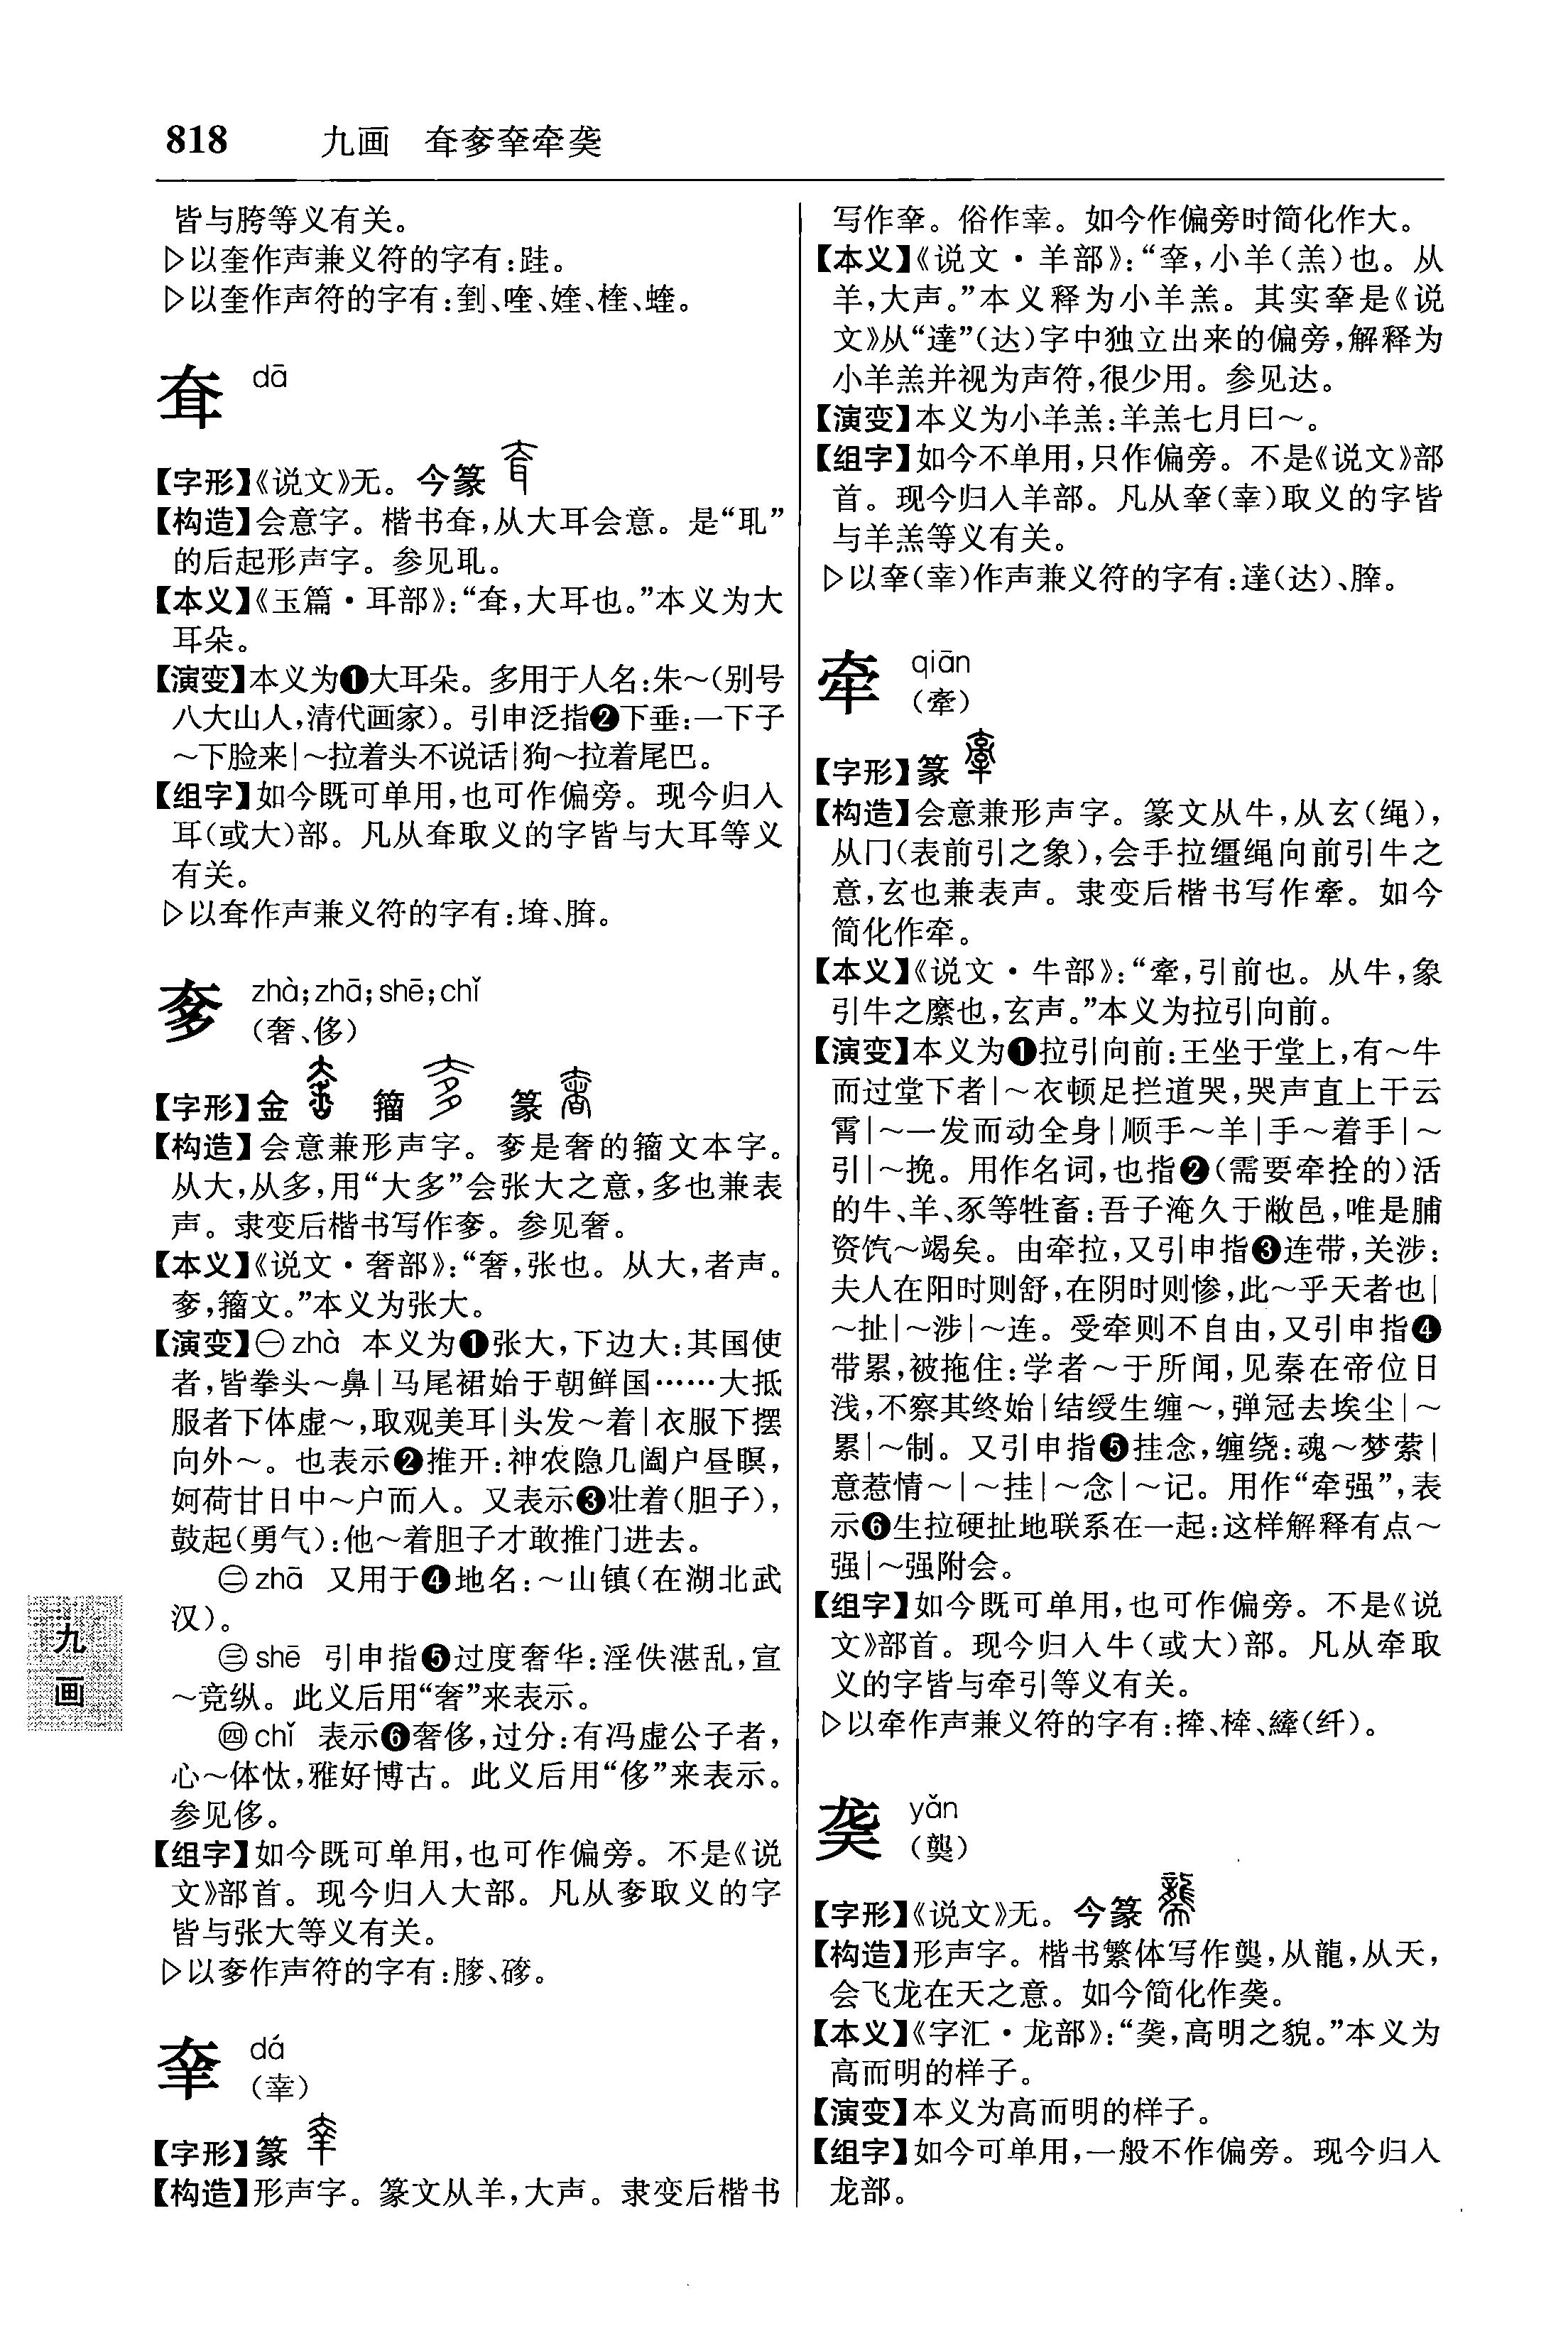 818 九画 耷奓羍牵䶮
皆与胯等义有关。
▷以奎作声兼义符的字有:跬。
▷以奎作声符的字有:刲、喹、娃、桂、蛙。
耷 dā
【字形】《说文》无。今篆
【构造】会意字。楷书耷,从大耳会意。是“耴”
的后起形声字。参见耴。
【本义】《玉篇·耳部》:“耷,大耳也。”本义为大
耳朵。
【演变】本义为❶大耳朵。多用于人名:朱～(别号
八大山人,清代画家)。引申泛指❷下垂:一下子
～下脸来|～拉着头不说话|狗～拉着尾巴。
【组字】如今既可单用,也可作偏旁。现今归入
耳(或大)部。凡从耷取义的字皆与大耳等义
有关。
▷以耷作声兼义符的字有:
奓 zhà;zhā;shē;chǐ
(奢、侈)
【字形】金 籀 篆
【构造】会意兼形声字。奓是奢的籀文本字。
从大,从多,用“大多”会张大之意,多也兼表
声。隶变后楷书写作奓。参见奢。
【本义】《说文·奢部》:“奢,张也。从大,者声。
奓,籀文。”本义为张大。
【演变】㊀zhà 本义为❶张大,下边大:其国使
者,皆拳头～鼻|马尾裙始于朝鲜国……大抵
服者下体虚～,取观美耳|头发～着|衣服下摆
向外～。也表示❷推开:神农隐几阖户昼瞑,
妸荷甘日中～户而入。又表示❸壮着(胆子),
鼓起(勇气):他～着胆子才敢推门进去。
㊁zhā 又用于❹地名:～山镇(在湖北武
汉)。
㊂shē 引申指❺过度奢华:淫佚湛乱,宣
～竞纵。此义后用“奢”来表示。
㊃chǐ 表示❻奢侈,过分:有冯虚公子者,
心～体忲,雅好博古。此义后用“侈”来表示。
参见侈。
【组字】如今既可单用,也可作偏旁。不是《说
文》部首。现今归入大部。凡从奓取义的字
皆与张大等义有关。
▷以奓作声符的字有:
羍 dá
(幸)
【字形】篆
【构造】形声字。篆文从羊,大声。隶变后楷书
写作羍。俗作幸。如今作偏旁时简化作大。
【本义】《说文·羊部》:“羍,小羊(羔)也。从
羊,大声。”本义释为小羊羔。其实羍是《说
文》从“達”(达)字中独立出来的偏旁,解释为
小羊羔并视为声符,很少用。参见达。
【演变】本义为小羊羔:羊羔七月曰～。
【组字】如今不单用,只作偏旁。不是《说文》部
首。现今归入羊部。凡从羍(幸)取义的字皆
与羊羔等义有关。
▷以羍(幸)作声兼义符的字有:達(达)、
牵 qiān
(牽)
【字形】篆
【构造】会意兼形声字。篆文从牛,从玄(绳),
从冂(表前引之象),会手拉缰绳向前引牛之
意,玄也兼表声。隶变后楷书写作牽。如今
简化作牵。
【本义】《说文·牛部》:“牽,引前也。从牛,象
引牛之縻也,玄声。”本义为拉引向前。
【演变】本义为❶拉引向前:王坐于堂上,有～牛
而过堂下者|～衣顿足拦道哭,哭声直上干云
霄|～一发而动全身|顺手～羊|手～着手|～
引|～挽。用作名词,也指❷(需要牵拴的)活
的牛、羊、豕等牲畜:吾子淹久于敝邑,唯是脯
资饩～竭矣。由牵拉,又引申指❸连带,关涉:
夫人在阳时则舒,在阴时则惨,此～乎天者也|
～扯|～涉|～连。受牵则不自由,又引申指❹
带累,被拖住:学者～于所闻,见秦在帝位日
浅,不察其终始|结绶生缠～,弹冠去埃尘|～
累|～制。又引申指❺挂念,缠绕:魂～梦萦|
意惹情～|～挂|～念|～记。用作“牵强”,表
示❻生拉硬扯地联系在一起:这样解释有点～
强|～强附会。
【组字】如今既可单用,也可作偏旁。不是《说
文》部首。现今归入牛(或大)部。凡从牵取
义的字皆与牵引等义有关。
▷以牵作声兼义符的字有:(纤)。
䶮 yǎn
(龑)
【字形】《说文》无。今篆
【构造】形声字。楷书繁体写作龑,从龍,从天,
会飞龙在天之意。如今简化作䶮。
【本义】《字汇·龙部》:“䶮,高明之貌。”本义为
高而明的样子。
【演变】本义为高而明的样子。
【组字】如今可单用,一般不作偏旁。现今归入
龙部。
九
画